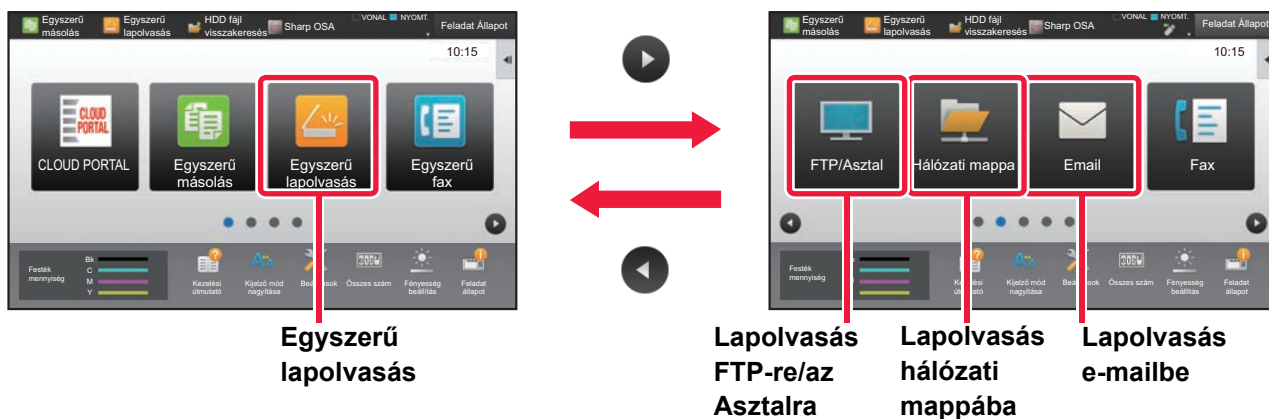 Egyszerű másolás
Egyszerű lapolvasás
HDD fájl visszakeresés
Sharp OSA
VONAL
NYOMT.
Feladat Állapot
10:15
CLOUD PORTAL
CLOUD PORTAL
Egyszerű
másolás
Egyszerű
lapolvasás
Egyszerű
fax
Festék
mennyiség
Bk
C
M
Y
Kezelési
útmutató
Kijelző mód
nagyítása
Beállítások
Összes szám
Fényesség
beállítás
Feladat
állapot
Egyszerű
lapolvasás
Egyszerű másolás
Egyszerű lapolvasás
HDD fájl visszakeresés
Sharp OSA
VONAL
NYOMT.
Feladat Állapot
10:15
FTP/Asztal
Hálózati mappa
Email
Fax
Festék
mennyiség
Kijelző mód
nagyítása
Összes szám
Fényesség
beállítás
Feladat
állapot
Lapolvasás
FTP-re/az
Asztalra
Lapolvasás
hálózati
mappába
Lapolvasás
e-mailbe